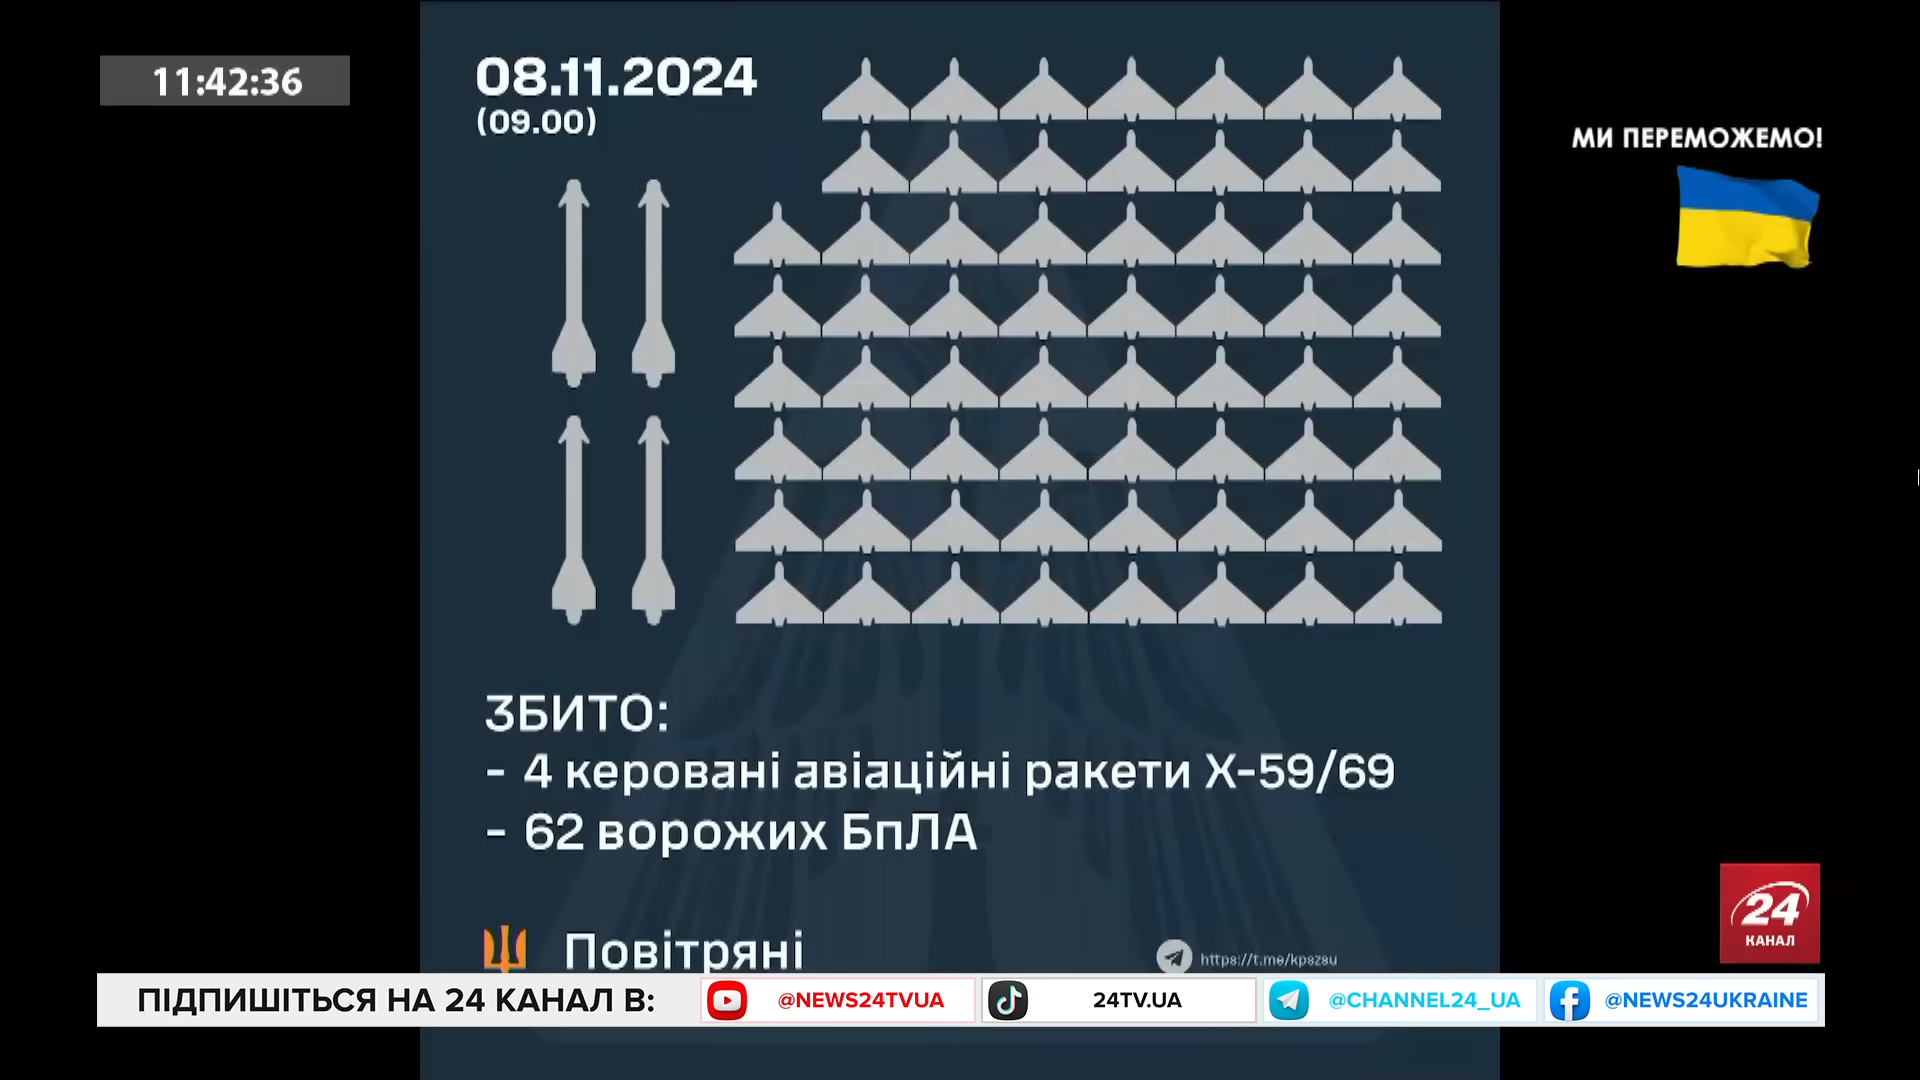 11:42:36
08.11.2024
(09.00)
МИ ПЕРЕМОЖЕМО!
ЗБИТО:
- 4 керовані авіаційні ракети Х-59/69
- 62 ворожих БпЛА
24
КАНАЛ
Повітряні
https://t.me/kpszsu
ПІДПИШІТЬСЯ НА 24 КАНАЛ В:
@NEWS24TVUA
24TV.UA
@CHANNEL24_UA
@NEWS24UKRAINE